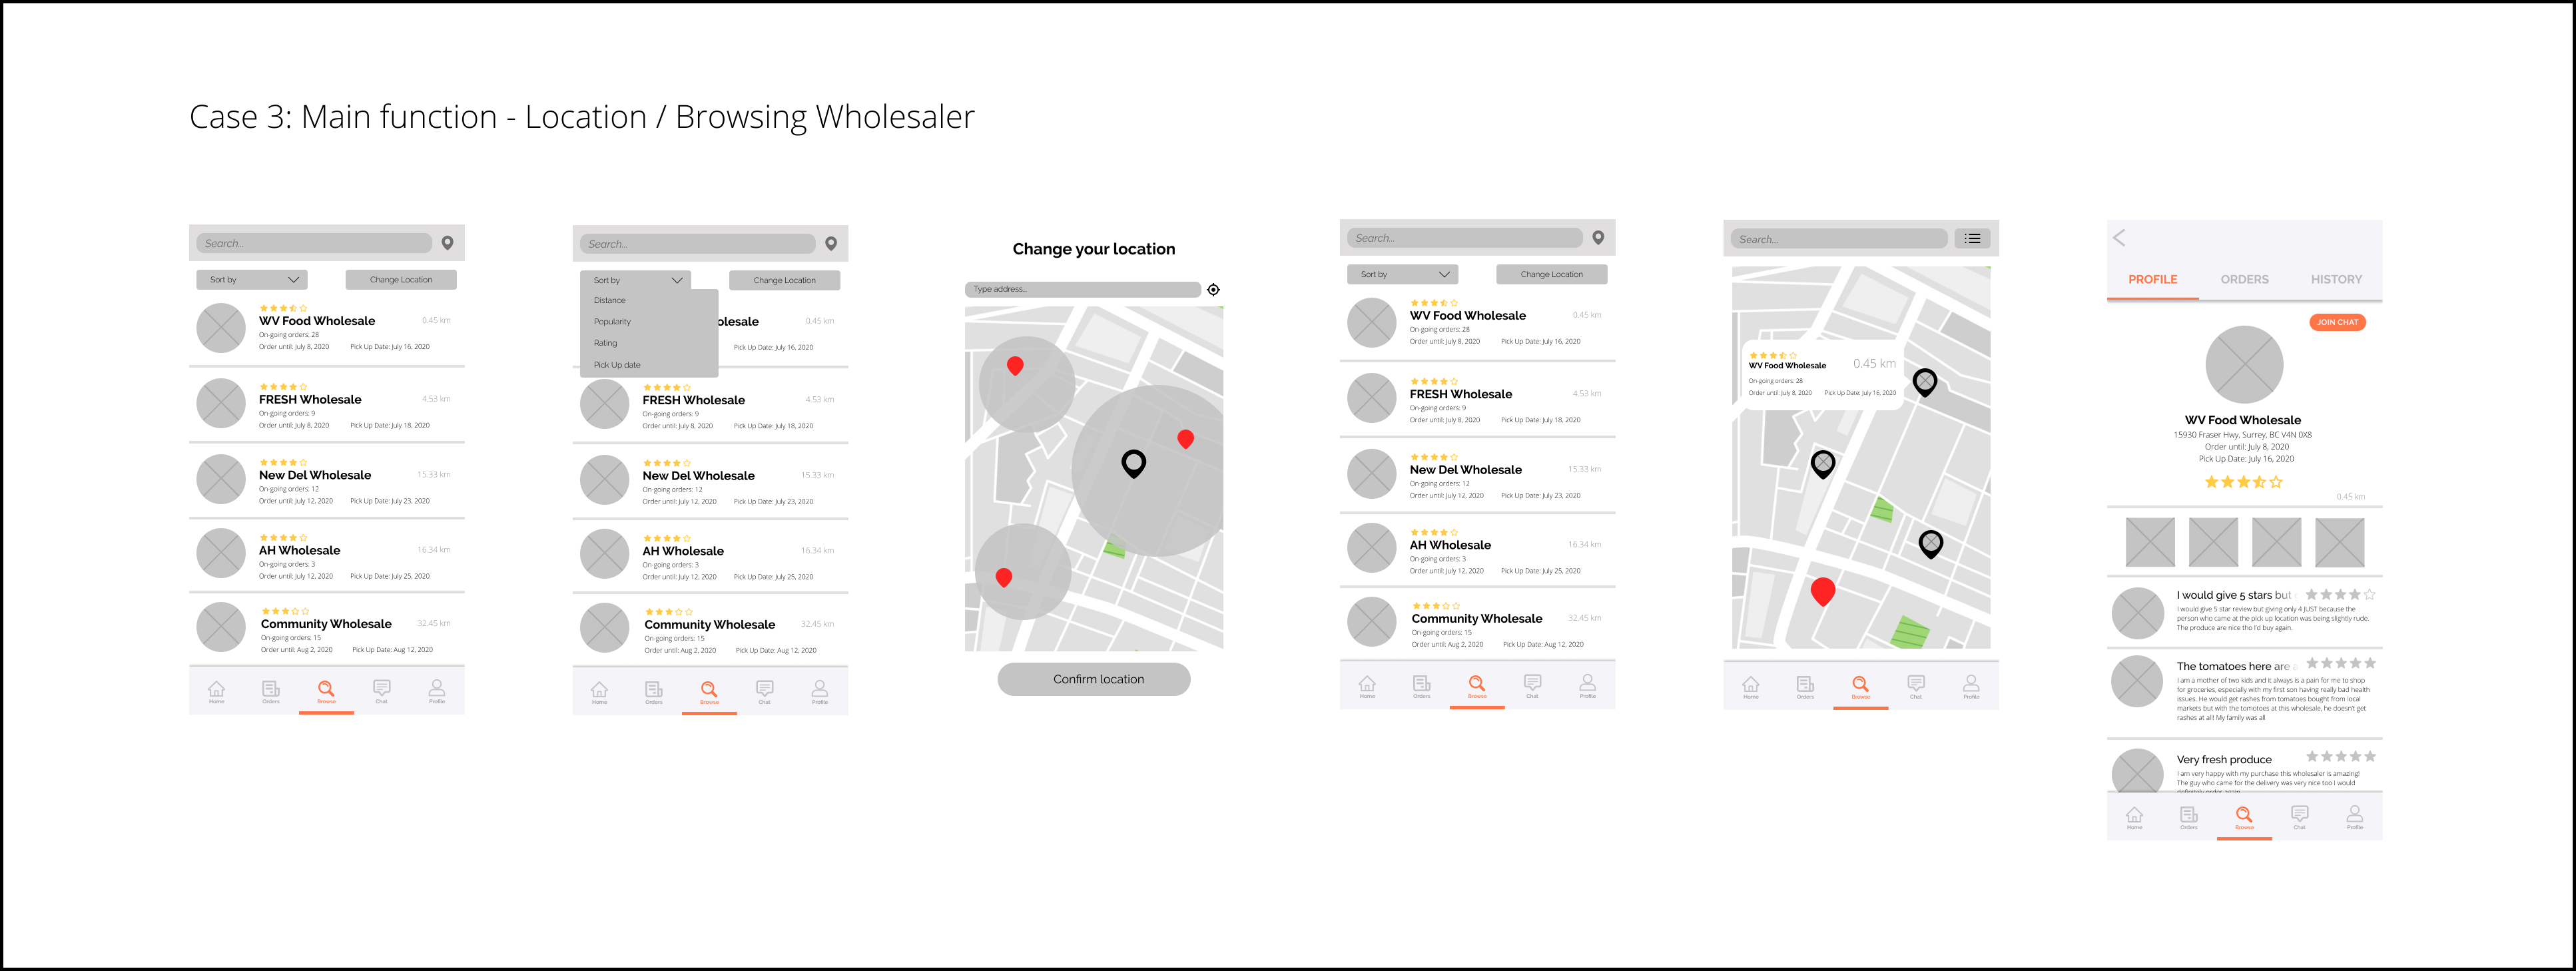 Case 3: Main function - Location / Browsing Wholesaler
Search...
Sort by
Change Location
WV Food Wholesale
0.45 km
On-going orders: 28
Order until: July 8, 2020 Pick Up Date: July 16, 2020
FRESH Wholesale
4.53 km
On-going orders: 9
Order until: July 8, 2020 Pick Up Date: July 18, 2020
New Del Wholesale
15.33 km
On-going orders: 12
Order until: July 12, 2020 Pick Up Date: July 23, 2020
AH Wholesale
16.34 km
On-going orders: 3
Order until: July 12, 2020 Pick Up Date: July 25, 2020
Community Wholesale
32.45 km
On-going orders: 15
Order until: Aug 2, 2020 Pick Up Date: Aug 12, 2020
Home Orders Browse Chat Profile
Search...
Sort by
Change Location
Distance
Popularity
Rating
Pick Up date
olesale
0.45 km
Pick Up Date: July 16, 2020
FRESH Wholesale
4.53 km
On-going orders: 9
Order until: July 8, 2020 Pick Up Date: July 18, 2020
New Del Wholesale
15.33 km
On-going orders: 12
Order until: July 12, 2020 Pick Up Date: July 23, 2020
AH Wholesale
16.34 km
On-going orders: 3
Order until: July 12, 2020 Pick Up Date: July 25, 2020
Community Wholesale
32.45 km
On-going orders: 15
Order until: Aug 2, 2020 Pick Up Date: Aug 12, 2020
Home Orders Browse Chat Profile
Change your location
Type address...
Confirm location
Search...
Sort by
Change Location
WV Food Wholesale
0.45 km
On-going orders: 28
Order until: July 8, 2020 Pick Up Date: July 16, 2020
FRESH Wholesale
4.53 km
On-going orders: 9
Order until: July 8, 2020 Pick Up Date: July 18, 2020
New Del Wholesale
15.33 km
On-going orders: 12
Order until: July 12, 2020 Pick Up Date: July 23, 2020
AH Wholesale
16.34 km
On-going orders: 3
Order until: July 12, 2020 Pick Up Date: July 25, 2020
Community Wholesale
32.45 km
On-going orders: 15
Order until: Aug 2, 2020 Pick Up Date: Aug 12, 2020
Home Orders Browse Chat Profile
Search...
WV Food Wholesale
0.45 km
On-going orders: 28
Order until: July 8, 2020 Pick Up Date: July 16, 2020
Home Orders Browse Chat Profile
PROFILE ORDERS HISTORY
JOIN CHAT
WV Food Wholesale
15930 Fraser Hwy, Surrey, BC V4N 0X8
Order until: July 8, 2020
Pick Up Date: July 16, 2020
0.45 km
I would give 5 stars but
I would give 5 star review but giving only 4 JUST because the
person who came at the pick up location was being slightly rude.
The produce are nice tho I'd buy again.
The tomatoes here are
I am a mother of two kids and it always is a pain for me to shop
for groceries, especially with my first son having really bad health
issues. He would get rashes from tomatoes bought from local
markets but with the tomotoes at this wholesale, he doesn't get
rashes at all! My family was all
Very fresh produce
I am very happy with my purchase this wholesaler is amazing!
The guy who came for the delivery was very nice too I would
Home Orders Browse Chat Profile